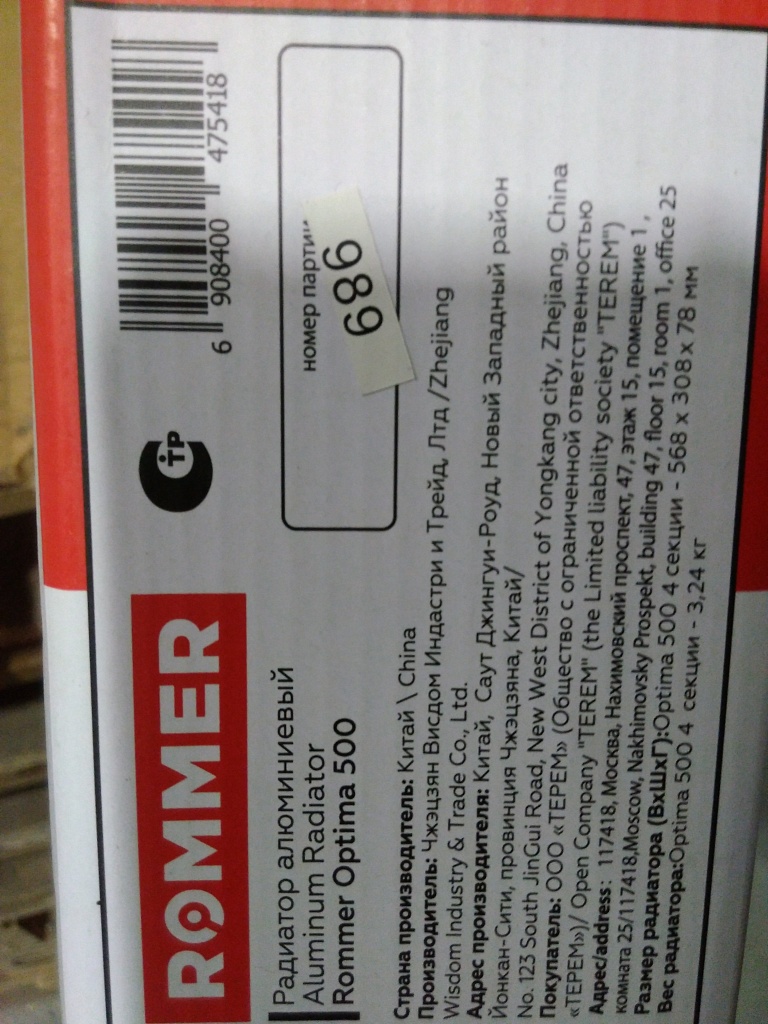 ROMMER
СТР
6 908400 475418
Радиатор алюминиевый
Aluminum Radiator
Rommer Optima 500
номер партии
686
Страна производитель: Китай \ China
Производитель: Чжэцзян Висдом Индастри и Трейд, Лтд /Zhejiang
Wisdom Industry & Trade Co., Ltd.
Адрес производителя: Китай, Саут Джингуи-Роуд, Новый Западный район
Йонкан-Сити, провинция Чжэцзяна, Китай/
No. 123 South JinGui Road, New West District of Yongkang city, Zhejiang, China
Покупатель: ООО «ТЕРЕМ» (Общество с ограниченной ответственностью
«ТЕРЕМ»)/ Open Company "TEREM" (the Limited liability society "TEREM")
Адрес/address: 117418, Москва, Нахимовский проспект, 47, этаж 15, помещение 1,
комната 25/117418,Moscow, Nakhimovsky Prospekt, building 47, floor 15, room 1, office 25
Размер радиатора (ВхШхГ):Optima 500 4 секции - 568 x 308 x 78 мм
Вес радиатора:Optima 500 4 секции - 3,24 кг